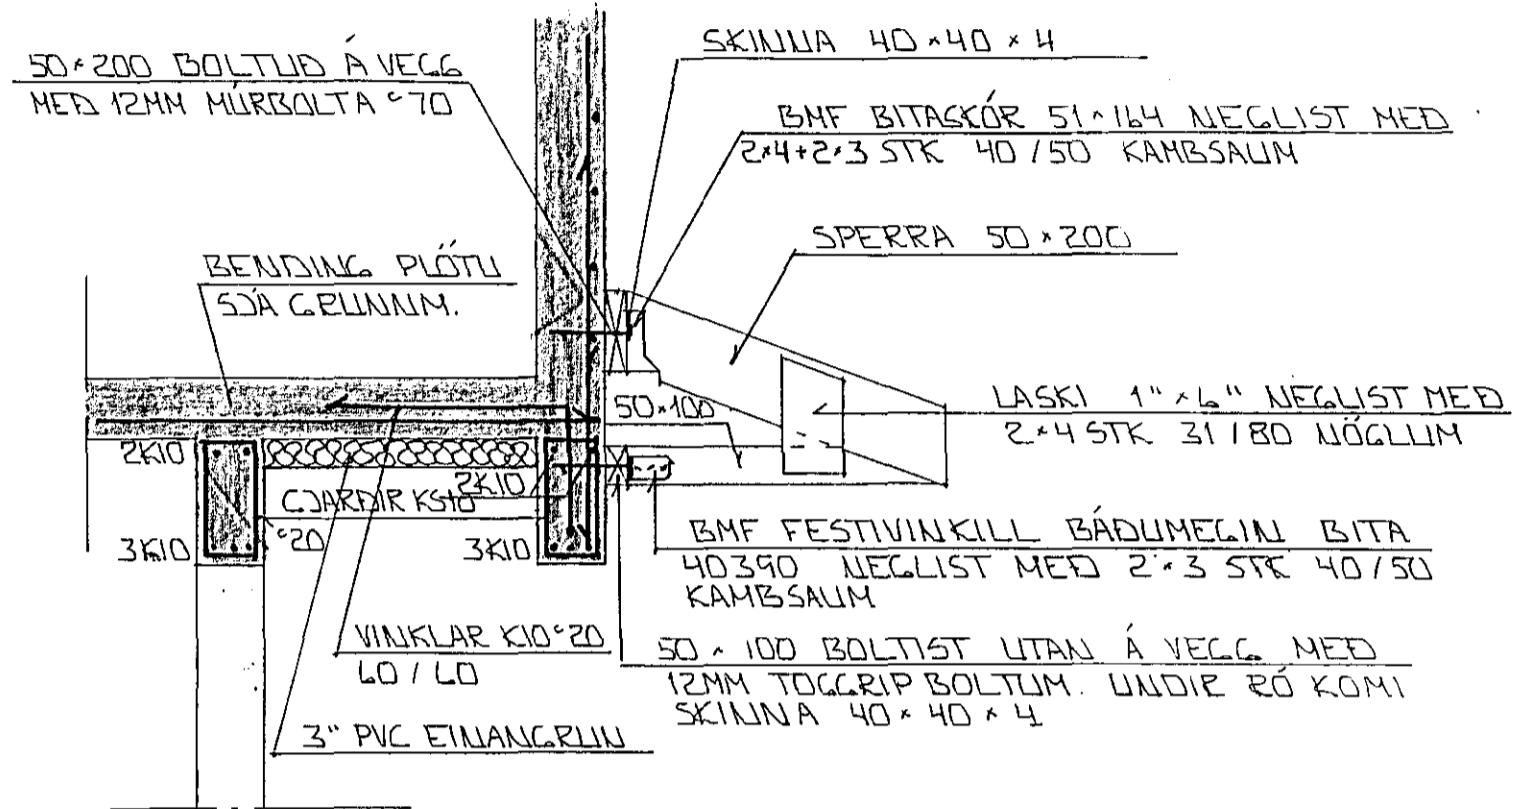 50×200 BOLTUÐ Á VEGG
MEÐ 12MM MÚRBOLTA c70
SKINNA 40×40×4
BMF BITASKÓR 51×164 NEGLIST MEÐ
2×4+2×3 STK 40/50 KAMBSAUM
SPERRA 50×200
BENDING PLÖTU
SJÁ GRUNNM.
50×100
LASKI 1"×6" NEGLIST MEÐ
2×4 STK 31/80 NÖGLUM
2K10
2K10
GJARÐIR KS10
c20
3K10
3K10
BMF FESTIVINKILL BÁÐUMEGIN BITA
40390 NEGLIST MEÐ 2×3 STK 40/50
KAMBSAUM
VINKLAR K10c20
60/60
50×100 BOLTIST UTAN Á VEGG MEÐ
12MM TOGGRIP BOLTUM. UNDIR RÓ KOMI
SKINNA 40×40×4
3" PVC EINANGRUN